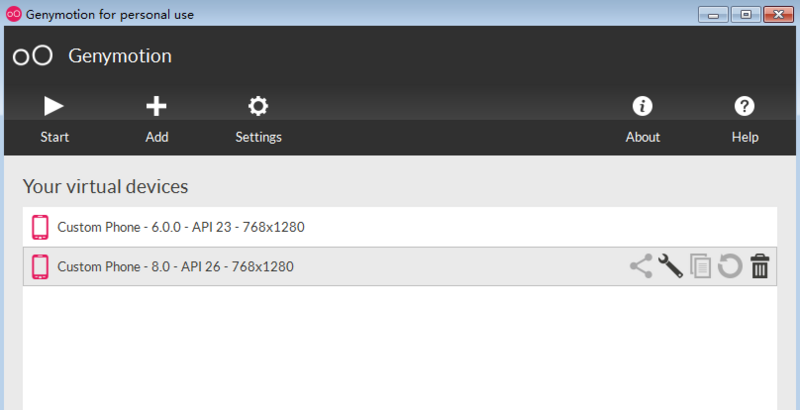 Genymotion for personal use
Genymotion
Start Add Settings About Help
Your virtual devices
Custom Phone - 6.0.0 - API 23 - 768x1280
Custom Phone - 8.0 - API 26 - 768x1280